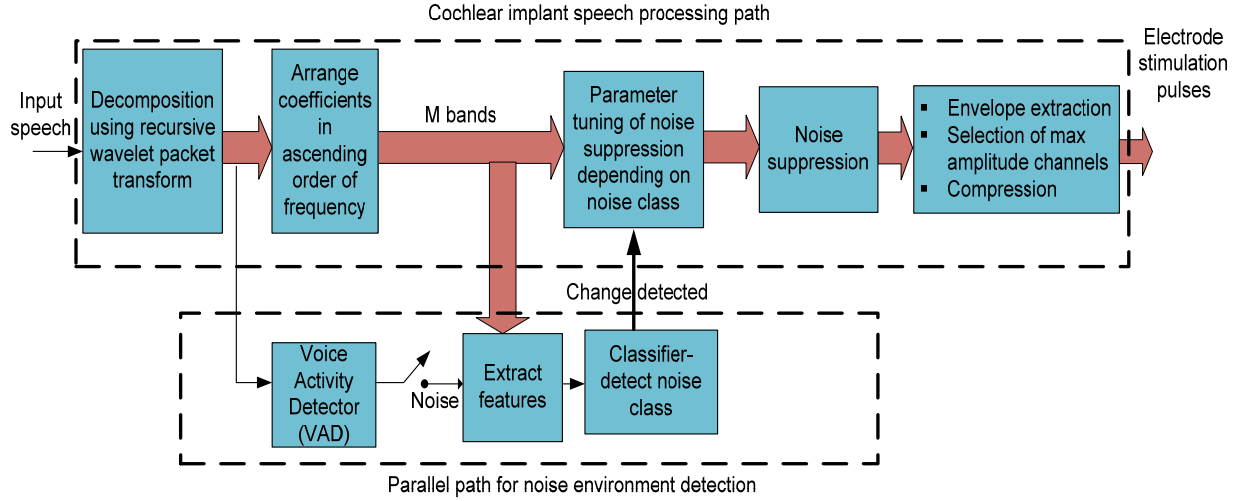 Cochlear implant speech processing path
Input
speech
Decomposition
using recursive
wavelet packet
transform
Arrange
coefficients
in
ascending
order of
frequency
M bands
Parameter
tuning of noise
suppression
depending on
noise class
Noise
suppression
▪ Envelope extraction
▪ Selection of max
amplitude channels
▪ Compression
Electrode
stimulation
pulses
Change detected
Voice
Activity
Detector
(VAD)
Noise
Extract
features
Classifier-
detect noise
class
Parallel path for noise environment detection